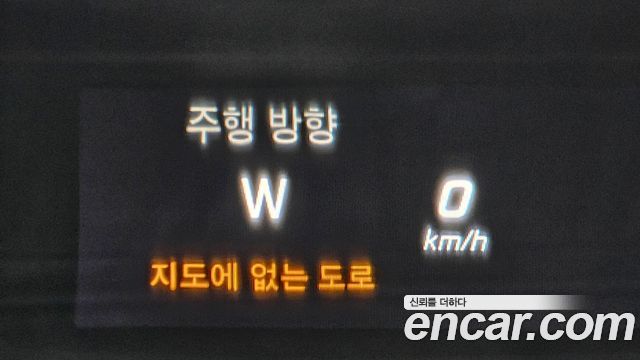 주행 방향
W
0
km/h
지도에 없는 도로
신뢰를 더하다
encar.com